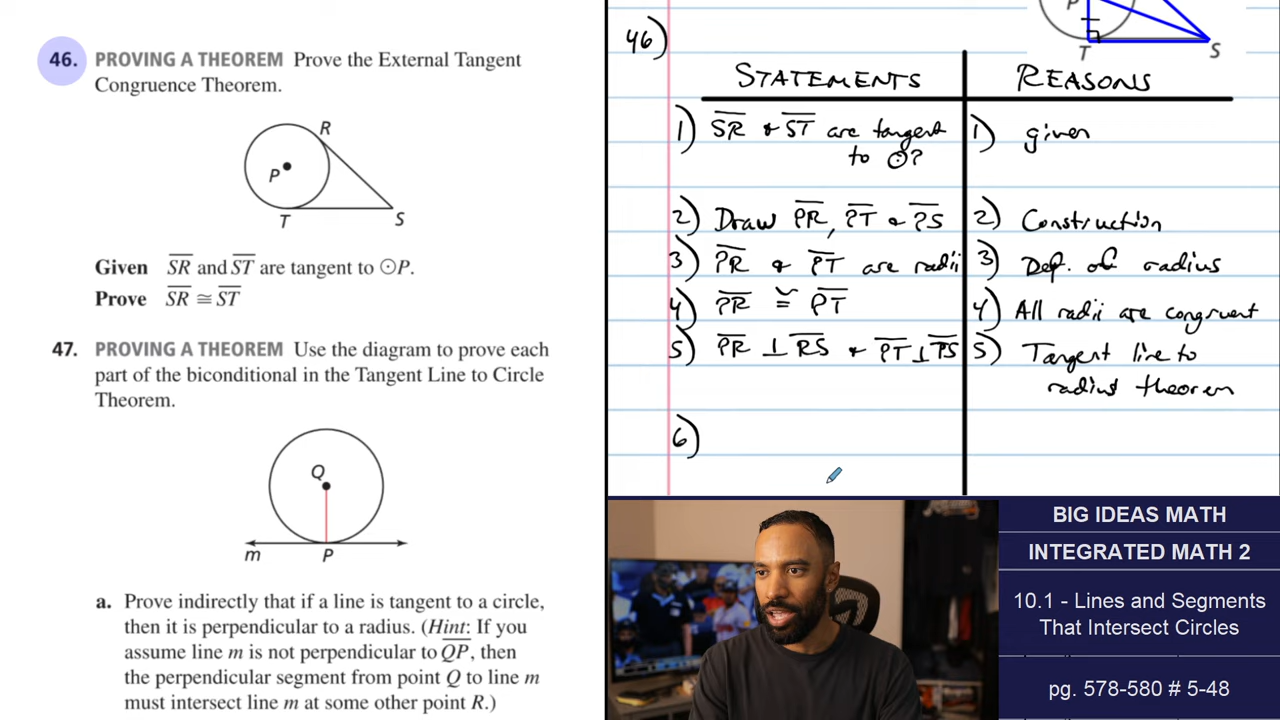 46. PROVING A THEOREM Prove the External Tangent
Congruence Theorem.
R
P
T
S
Given SR and ST are tangent to ⊙P.
Prove SR ≅ ST
47. PROVING A THEOREM Use the diagram to prove each
part of the biconditional in the Tangent Line to Circle
Theorem.
Q
m
P
a. Prove indirectly that if a line is tangent to a circle,
then it is perpendicular to a radius. (Hint: If you
assume line m is not perpendicular to QP, then
the perpendicular segment from point Q to line m
must intersect line m at some other point R.)
46)
P
T
S
STATEMENTS
REASONS
1) SR & ST are tangent
to ⊙P
1) given
2) Draw PR, PT & PS
2) Construction
3) PR & PT are radii
3) Def. of radius
4) PR ≅ PT
4) All radii are congruent
5) PR ⊥ RS & PT ⊥ PS
5) Tangent line to
radius theorem
6)
BIG IDEAS MATH
INTEGRATED MATH 2
10.1 - Lines and Segments
That Intersect Circles
pg. 578-580 # 5-48